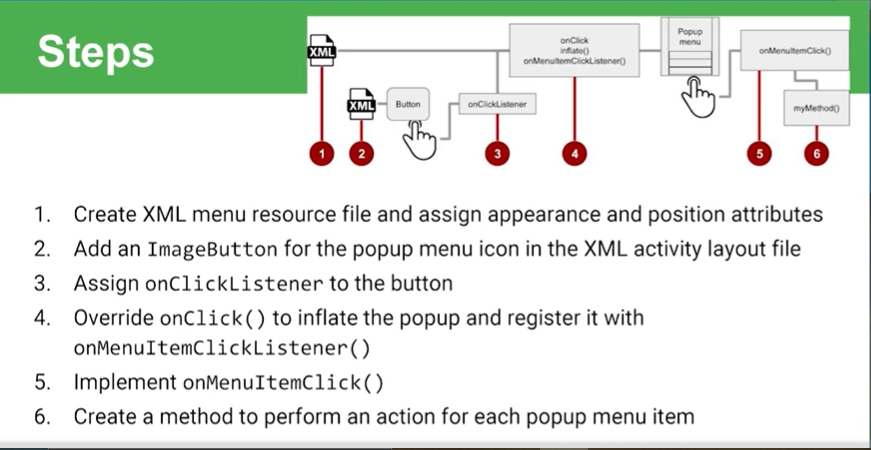 Steps
XML
onClick
inflate()
onMenuItemClickListener()
Popup
menu
onMenuItemClick()
XML
Button
onClickListener
myMethod()
1
2
3
4
5
6
1. Create XML menu resource file and assign appearance and position attributes
2. Add an ImageButton for the popup menu icon in the XML activity layout file
3. Assign onClickListener to the button
4. Override onClick() to inflate the popup and register it with
onMenuItemClickListener()
5. Implement onMenuItemClick()
6. Create a method to perform an action for each popup menu item